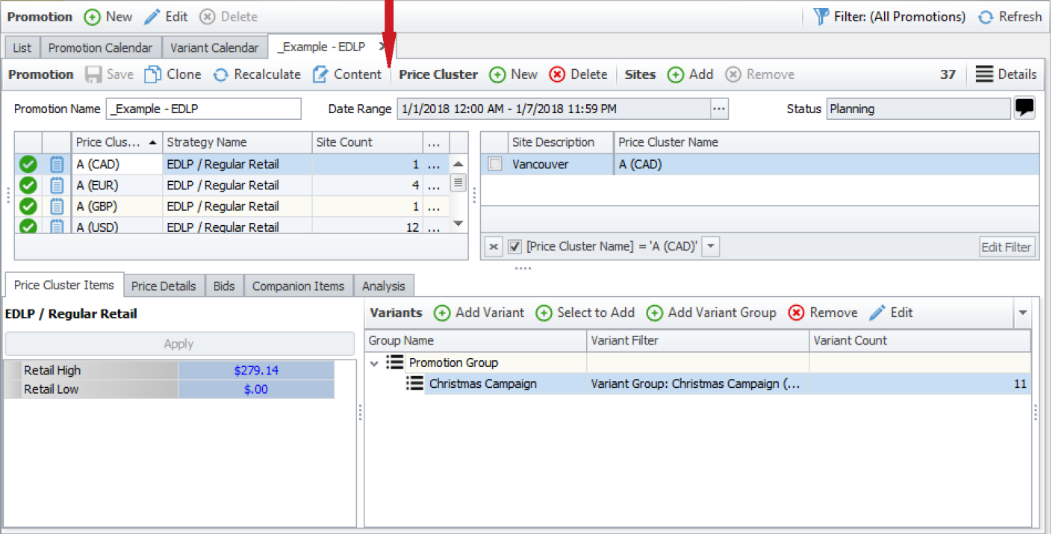 Promotion New Edit Delete Filter: (All Promotions) Refresh
List Promotion Calendar Variant Calendar _Example - EDLP
Promotion Save Clone Recalculate Content Price Cluster New Delete Sites Add Remove 37 Details
Promotion Name _Example - EDLP Date Range 1/1/2018 12:00 AM - 1/7/2018 11:59 PM ... Status Planning
Price Clus... Strategy Name Site Count ... Site Description Price Cluster Name
A (CAD) EDLP / Regular Retail 1 ... Vancouver A (CAD)
A (EUR) EDLP / Regular Retail 4 ...
A (GBP) EDLP / Regular Retail 1 ...
A (USD) EDLP / Regular Retail 12 ...
[Price Cluster Name] = 'A (CAD)' Edit Filter
Price Cluster Items Price Details Bids Companion Items Analysis
EDLP / Regular Retail Variants Add Variant Select to Add Add Variant Group Remove Edit
Apply Group Name Variant Filter Variant Count
Promotion Group
Retail High $279.14
Christmas Campaign Variant Group: Christmas Campaign (... 11
Retail Low $.00